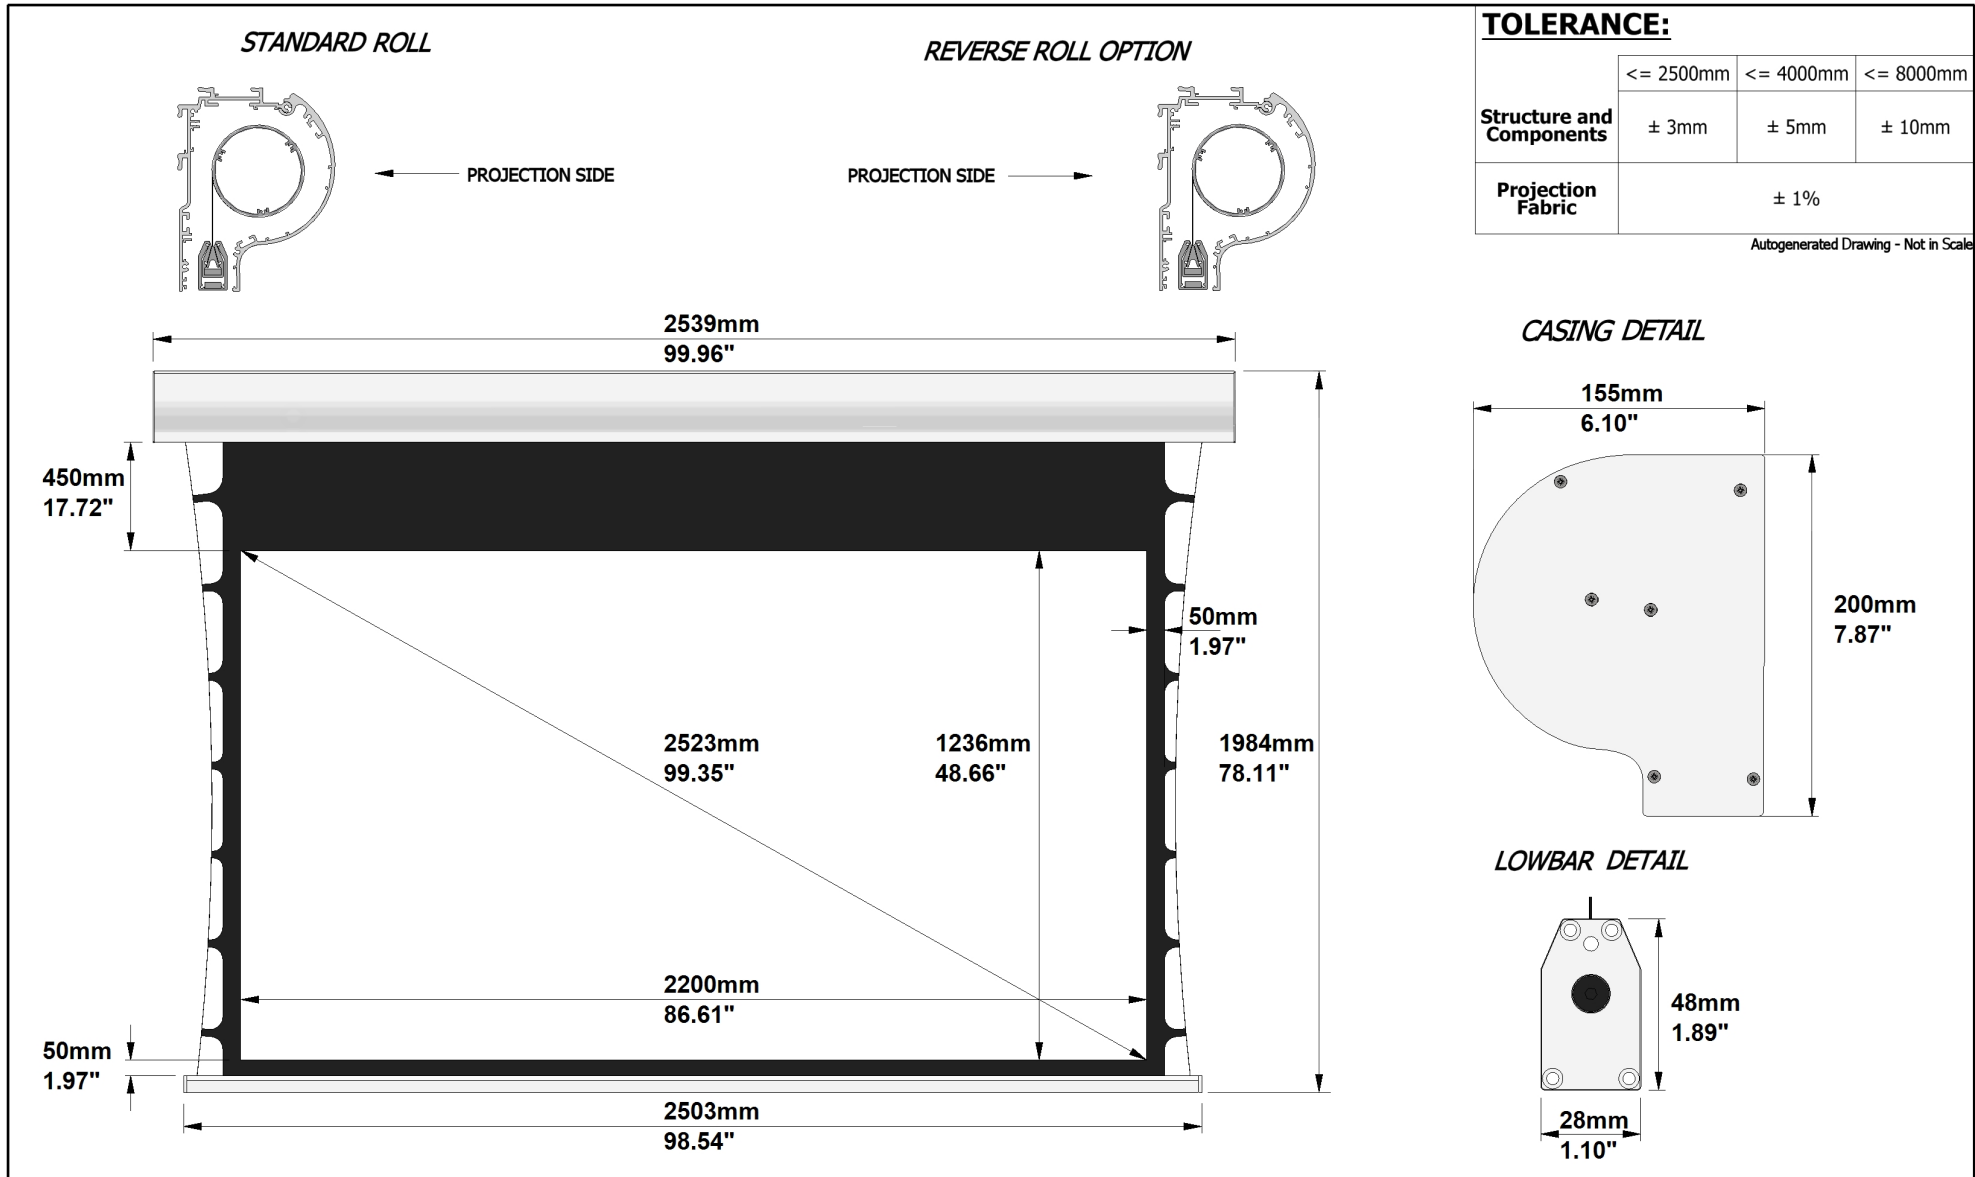 STANDARD ROLL
REVERSE ROLL OPTION
PROJECTION SIDE
PROJECTION SIDE
TOLERANCE:
<= 2500mm <= 4000mm <= 8000mm
Structure and
Components
± 3mm ± 5mm ± 10mm
Projection
Fabric
± 1%
Autogenerated Drawing - Not in Scale
2539mm
99.96"
450mm
17.72"
50mm
1.97"
2523mm
99.35"
1236mm
48.66"
1984mm
78.11"
2200mm
86.61"
50mm
1.97"
2503mm
98.54"
CASING DETAIL
155mm
6.10"
200mm
7.87"
LOWBAR DETAIL
48mm
1.89"
28mm
1.10"